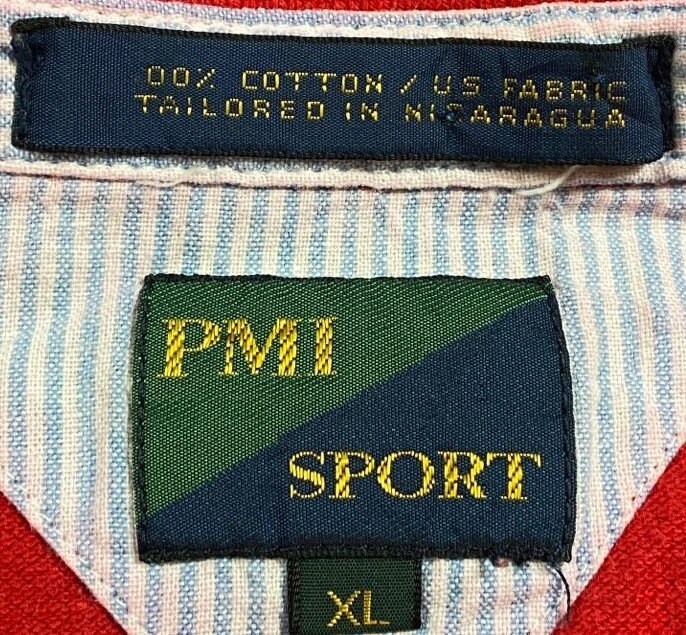 00% COTTON / US FABRIC
TAILORED IN NICARAGUA
PMI
SPORT
XL